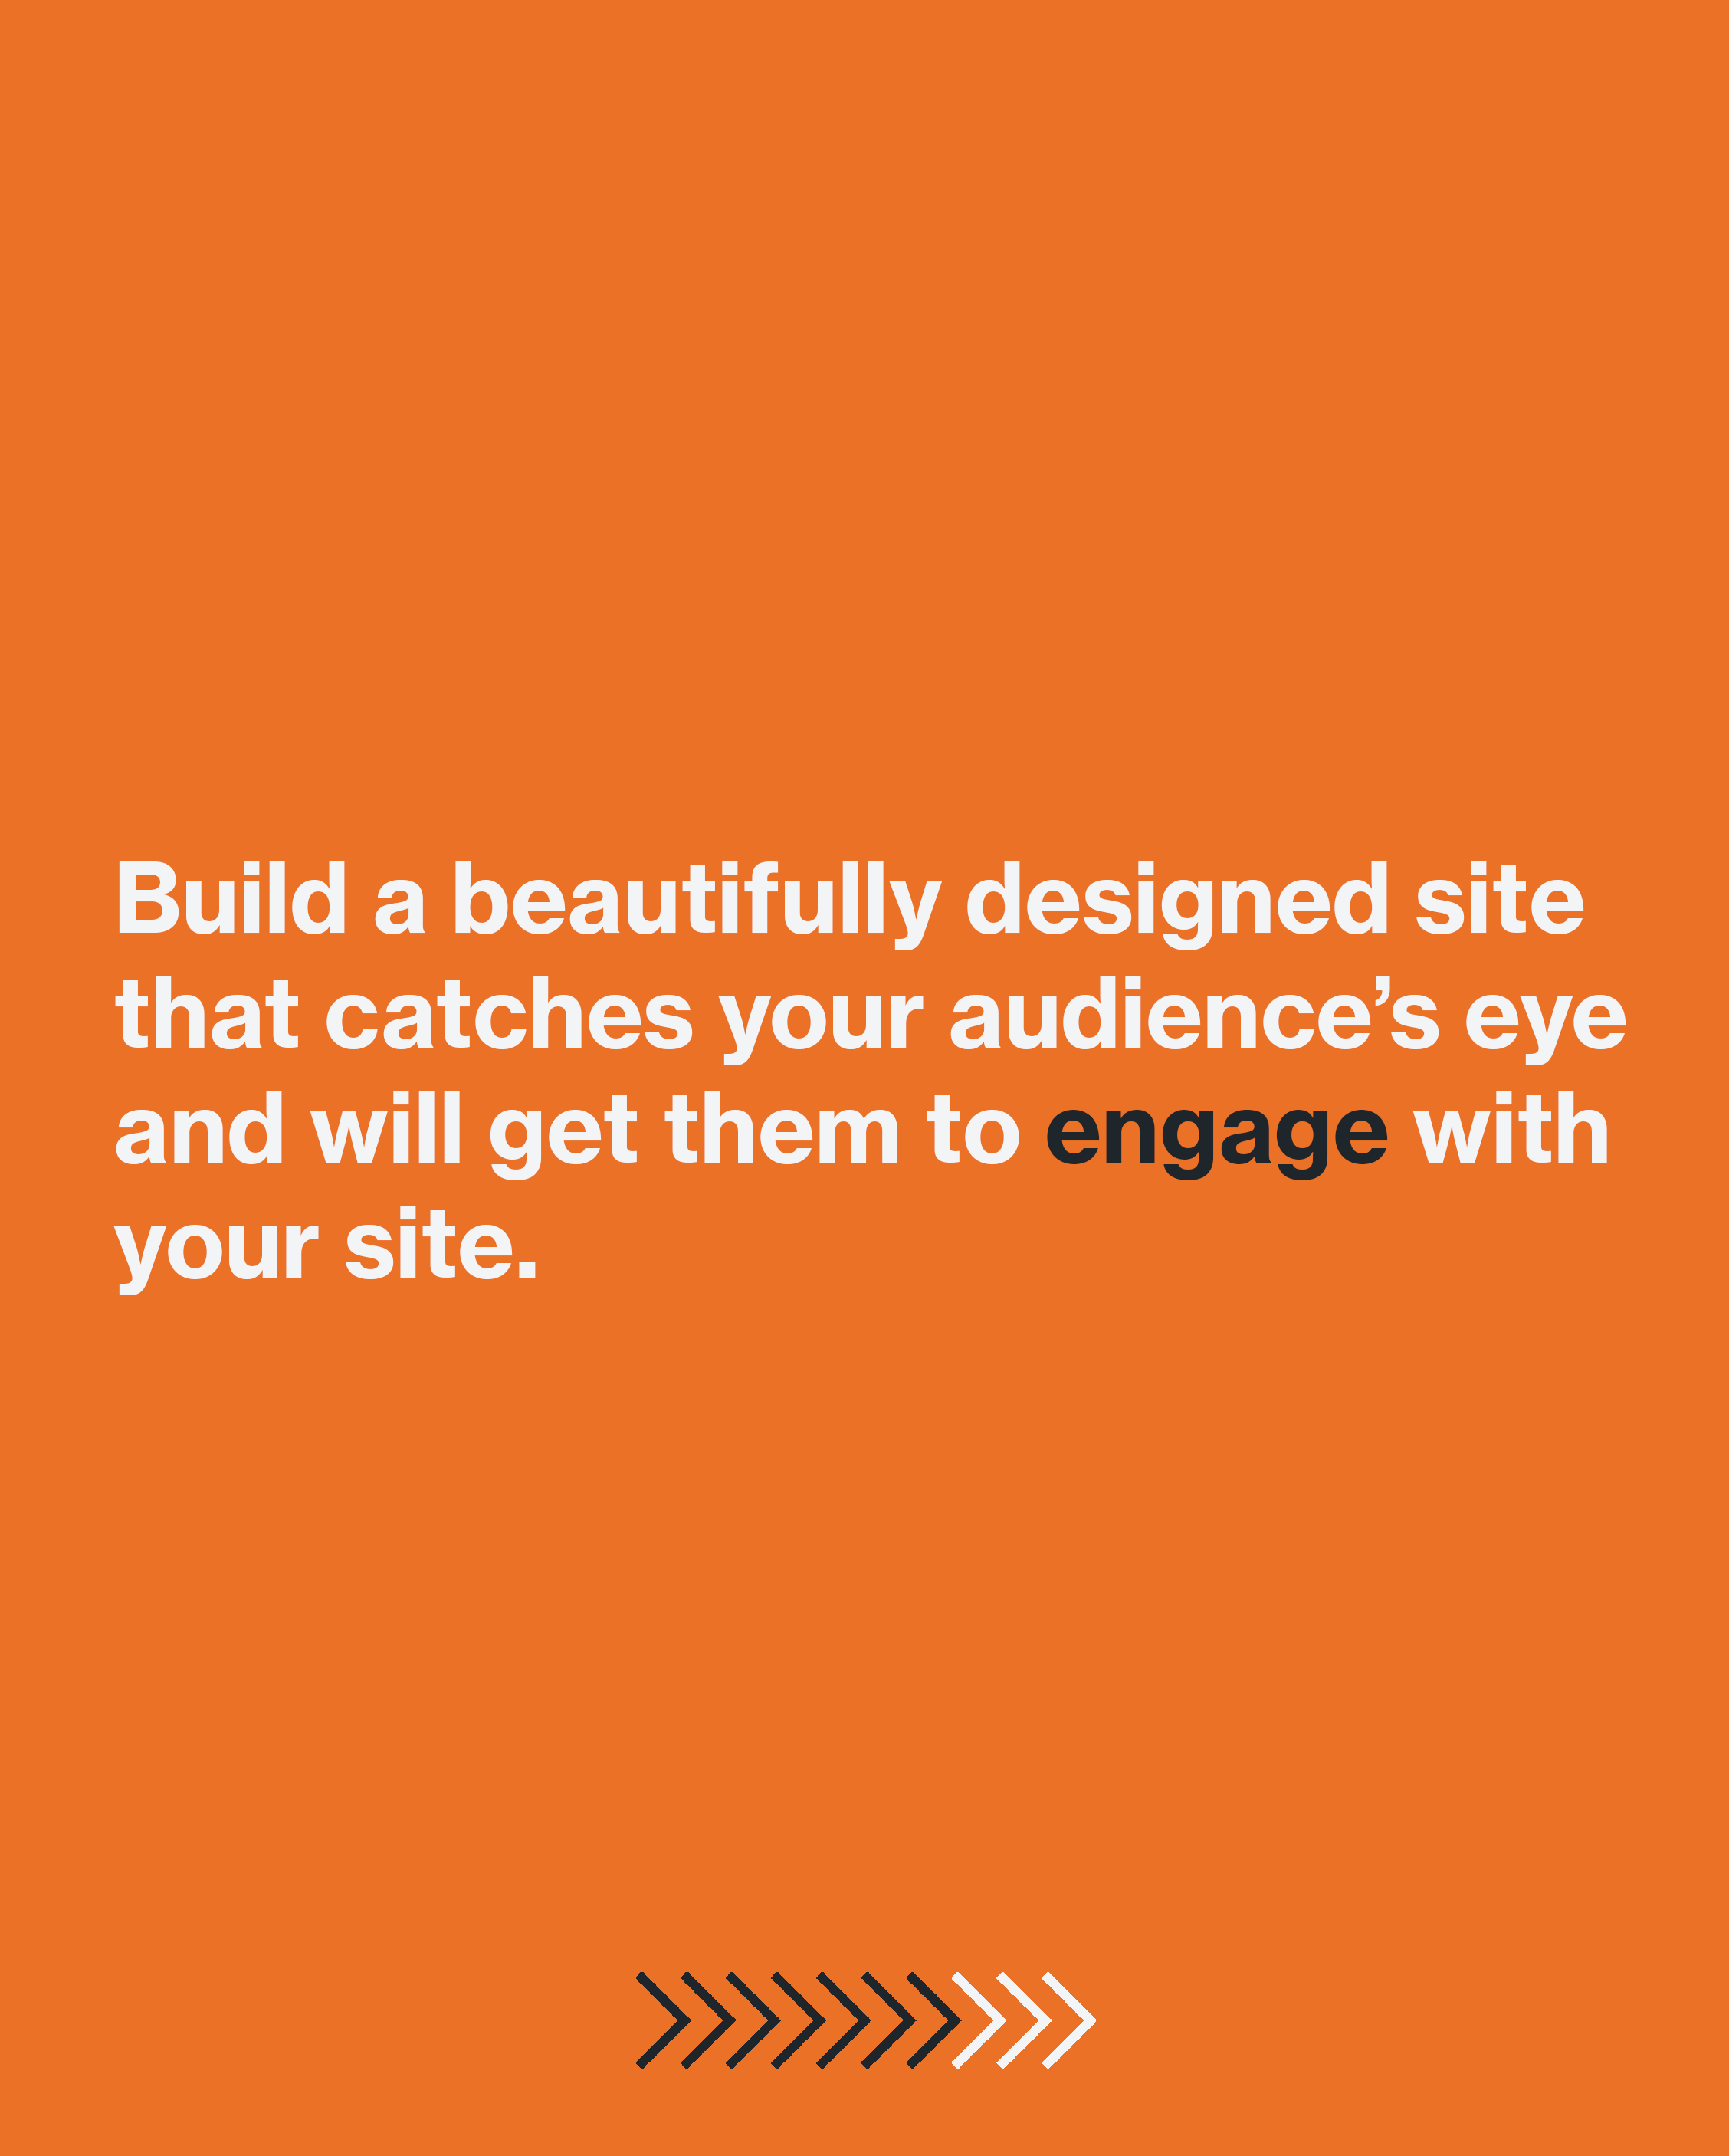 Build a beautifully designed site
that catches your audience’s eye
and will get them to engage with
your site.